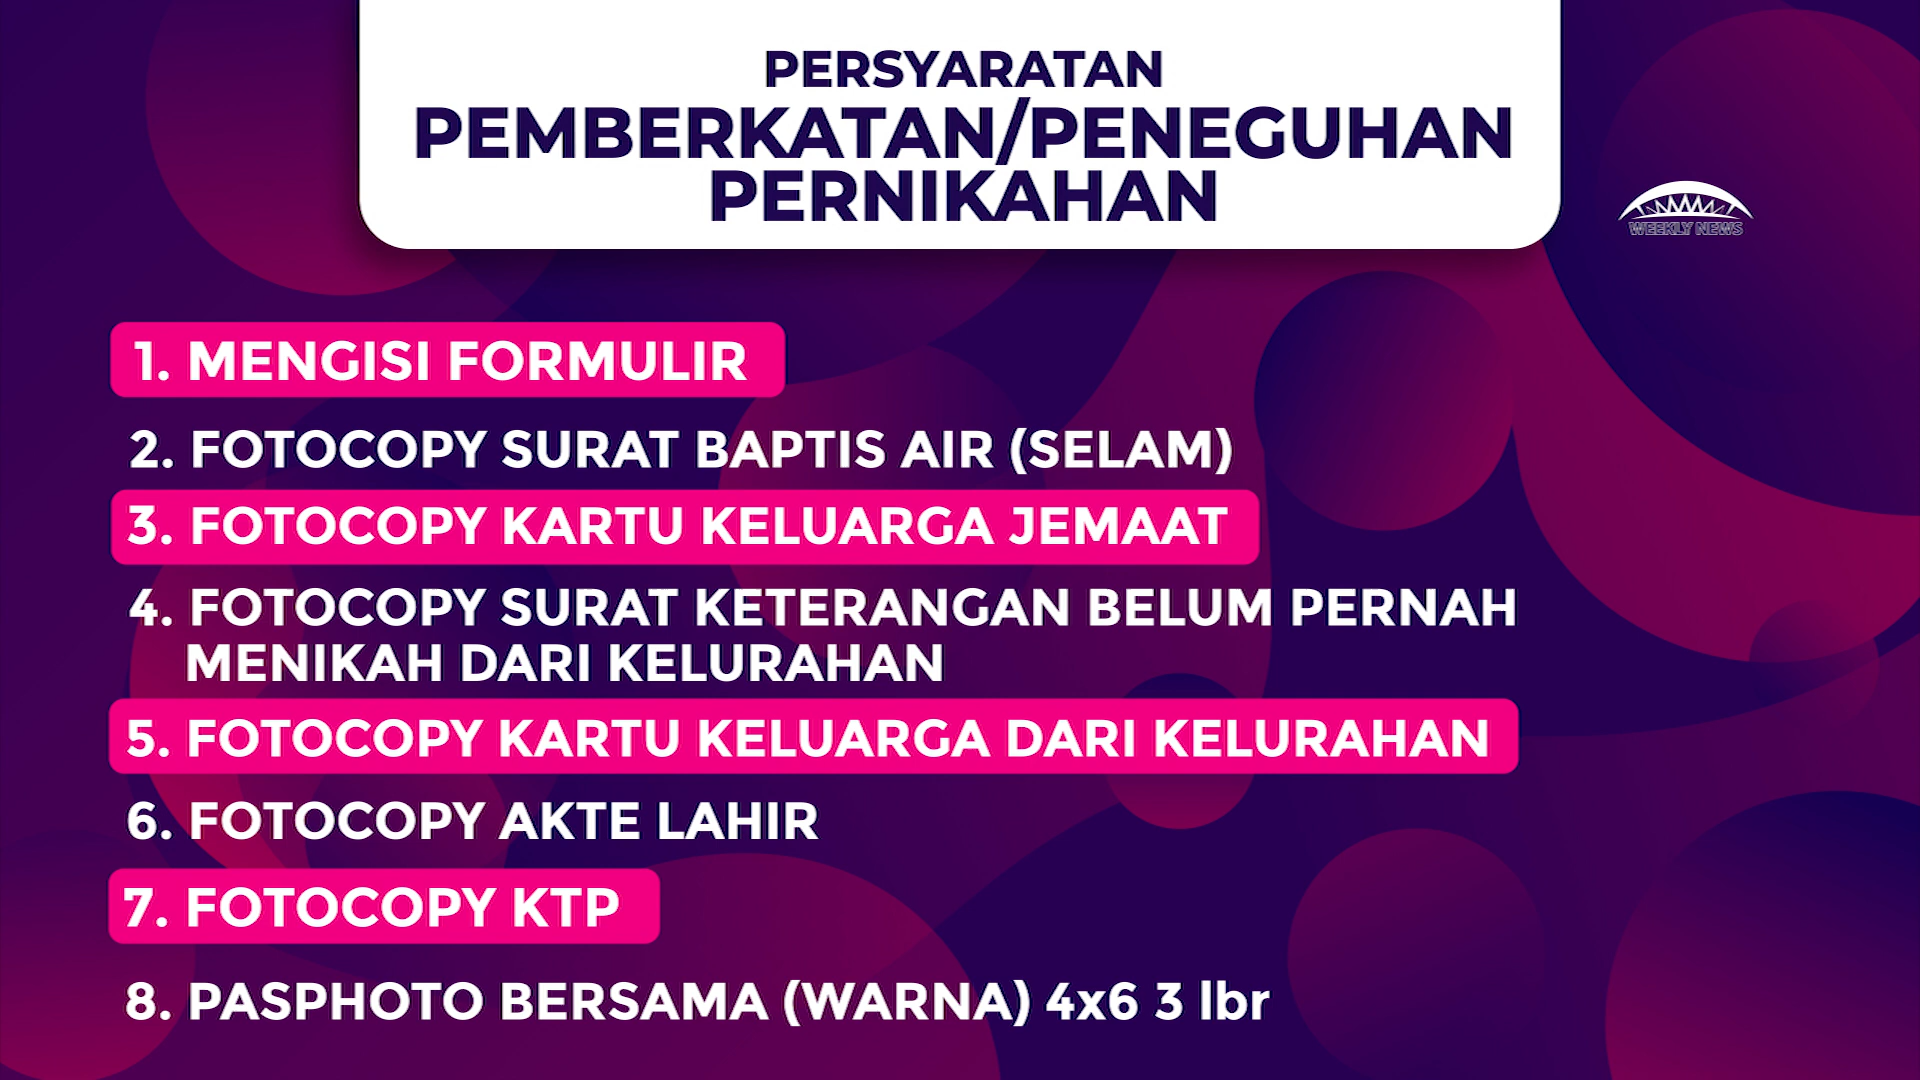 PERSYARATAN
PEMBERKATAN/PENEGUHAN
PERNIKAHAN
WEEKLY NEWS
1. MENGISI FORMULIR
2. FOTOCOPY SURAT BAPTIS AIR (SELAM)
3. FOTOCOPY KARTU KELUARGA JEMAAT
4. FOTOCOPY SURAT KETERANGAN BELUM PERNAH
MENIKAH DARI KELURAHAN
5. FOTOCOPY KARTU KELUARGA DARI KELURAHAN
6. FOTOCOPY AKTE LAHIR
7. FOTOCOPY KTP
8. PASPHOTO BERSAMA (WARNA) 4x6 3 lbr